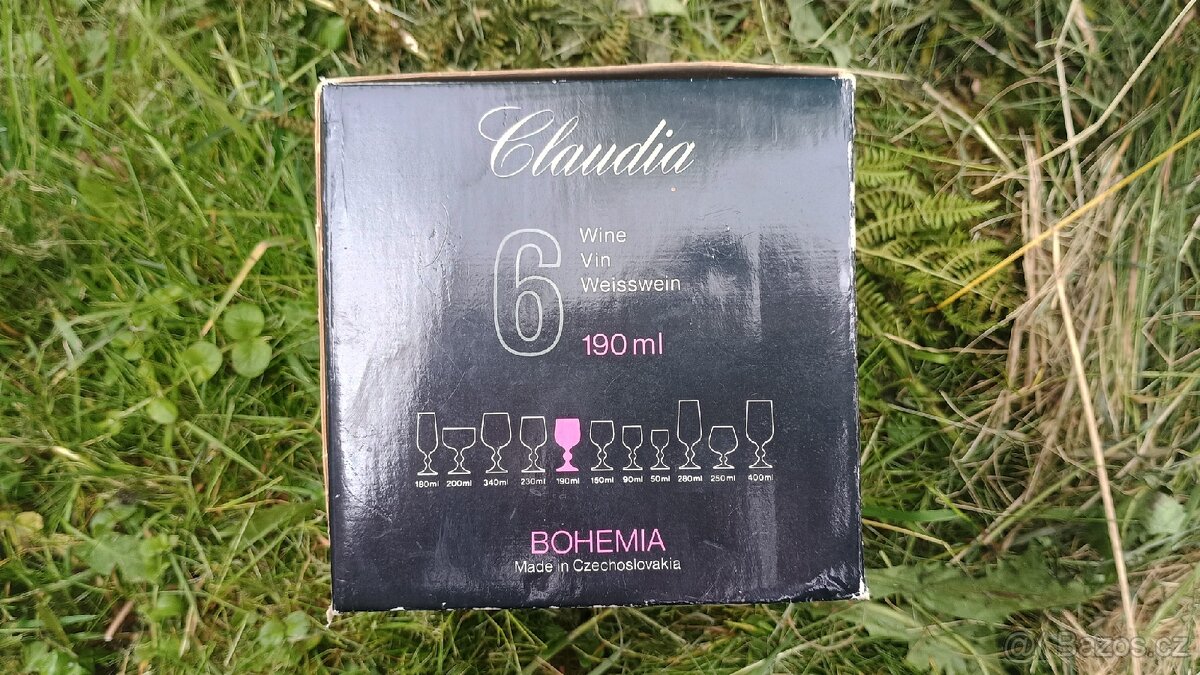 Claudia
6
Wine
Vin
Weisswein
190 ml
180ml 200ml 340ml 230ml 190ml 160ml 90ml 50ml 280ml 250ml 400ml
BOHEMIA
Made in Czechoslovakia
Bazos.cz